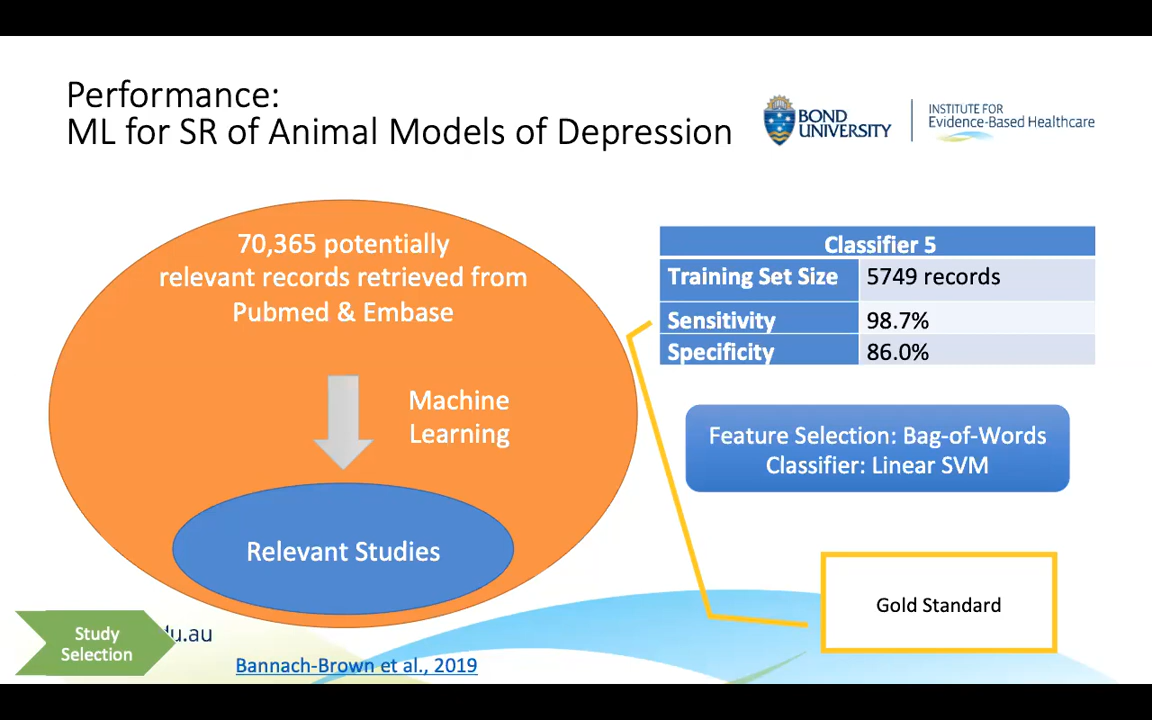 Performance:
ML for SR of Animal Models of Depression
BOND
UNIVERSITY
INSTITUTE FOR
Evidence-Based Healthcare
70,365 potentially
relevant records retrieved from
Pubmed & Embase
Machine
Learning
Relevant Studies
Classifier 5
Training Set Size 5749 records
Sensitivity 98.7%
Specificity 86.0%
Feature Selection: Bag-of-Words
Classifier: Linear SVM
Gold Standard
Study
Selection
du.au
Bannach-Brown et al., 2019